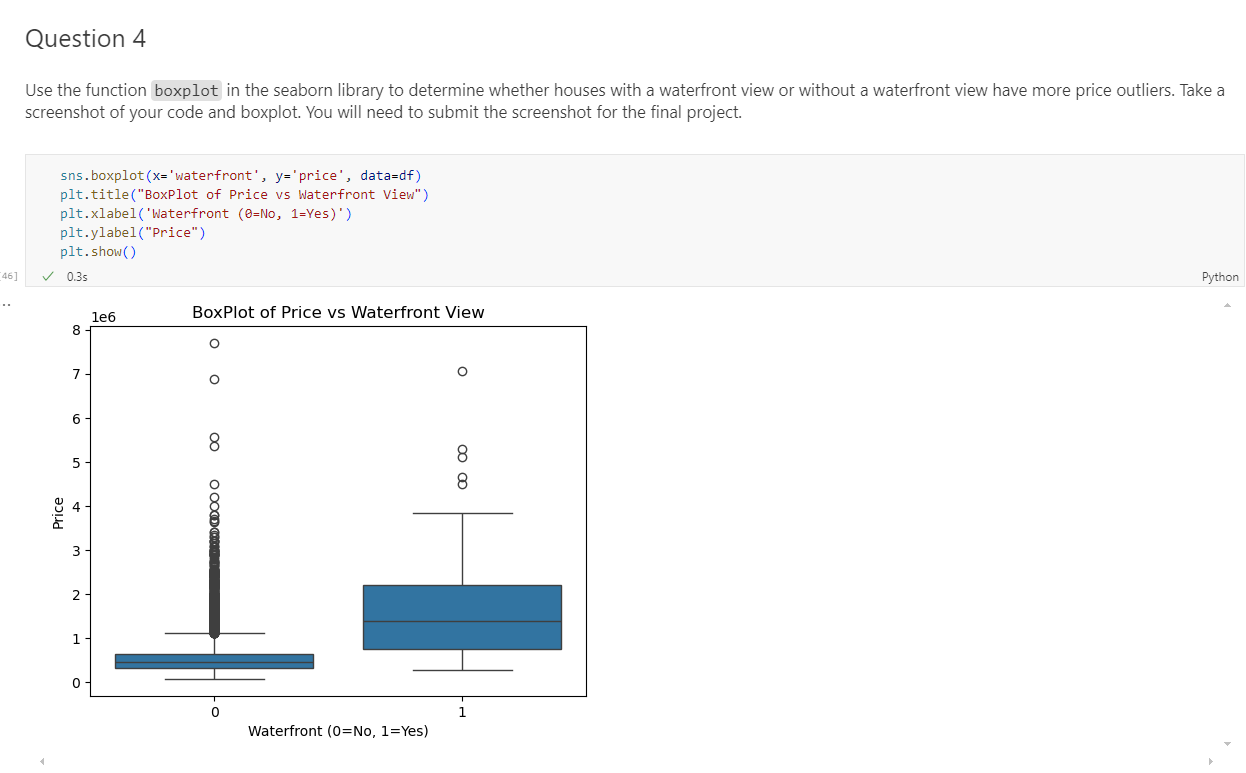 Question 4
Use the function boxplot in the seaborn library to determine whether houses with a waterfront view or without a waterfront view have more price outliers. Take a
screenshot of your code and boxplot. You will need to submit the screenshot for the final project.
sns.boxplot(x='waterfront', y='price', data=df)
plt.title("BoxPlot of Price vs Waterfront View")
plt.xlabel('Waterfront (0=No, 1=Yes)')
plt.ylabel("Price")
plt.show()
46]
0.3s
Python
BoxPlot of Price vs Waterfront View
1e6
8
7
6
5
4
3
2
1
0
Price
0
1
Waterfront (0=No, 1=Yes)